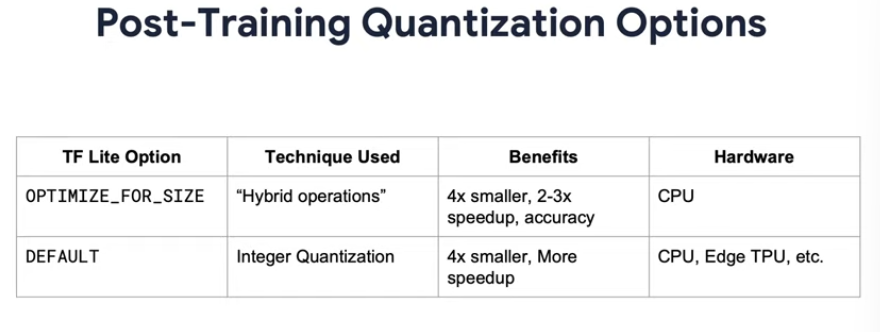 Post-Training Quantization Options
TF Lite Option Technique Used Benefits Hardware
OPTIMIZE_FOR_SIZE “Hybrid operations” 4x smaller, 2-3x speedup, accuracy CPU
DEFAULT Integer Quantization 4x smaller, More speedup CPU, Edge TPU, etc.